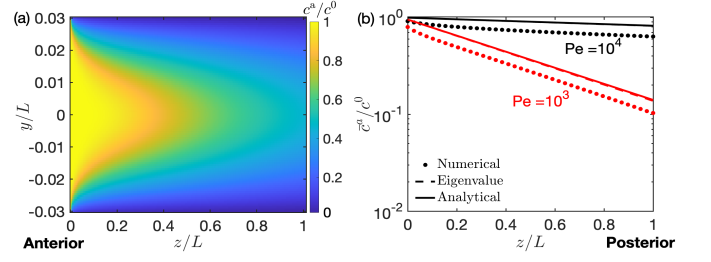 (a)
c^a/c^0
0.03
0.02
0.01
0
-0.01
-0.02
-0.03
y/L
0 0.2 0.4 0.6 0.8 1
Anterior
z/L
1
0.8
0.6
0.4
0.2
0
(b)
10^0
10^-1
10^-2
c̄^a/c^0
Pe =10^4
Pe =10^3
Numerical
Eigenvalue
Analytical
0 0.2 0.4 0.6 0.8 1
z/L
Posterior